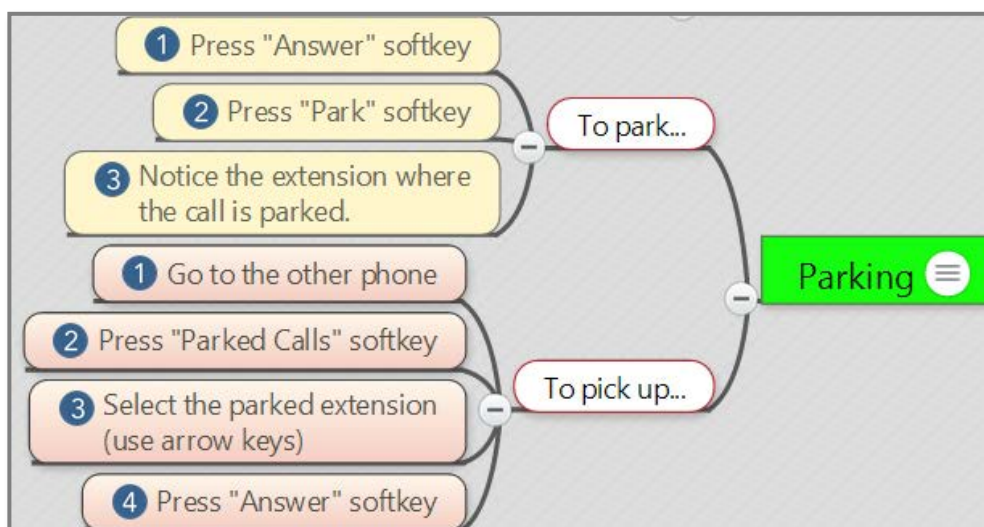 1 Press "Answer" softkey
2 Press "Park" softkey
3 Notice the extension where
the call is parked.
To park...
1 Go to the other phone
2 Press "Parked Calls" softkey
3 Select the parked extension
(use arrow keys)
4 Press "Answer" softkey
To pick up...
Parking